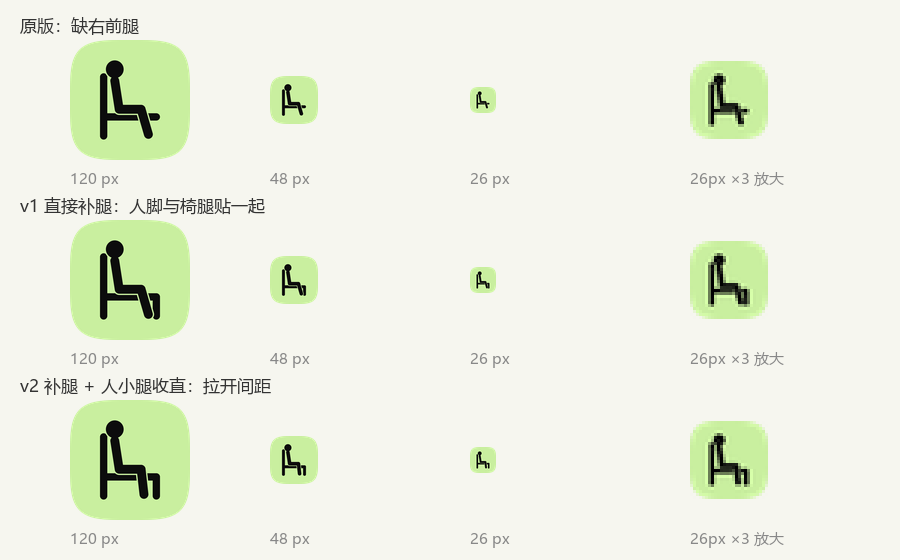 原版：缺右前腿
120 px
48 px
26 px
26px ×3 放大
v1 直接补腿：人脚与椅腿贴一起
120 px
48 px
26 px
26px ×3 放大
v2 补腿 + 人小腿收直：拉开间距
120 px
48 px
26 px
26px ×3 放大